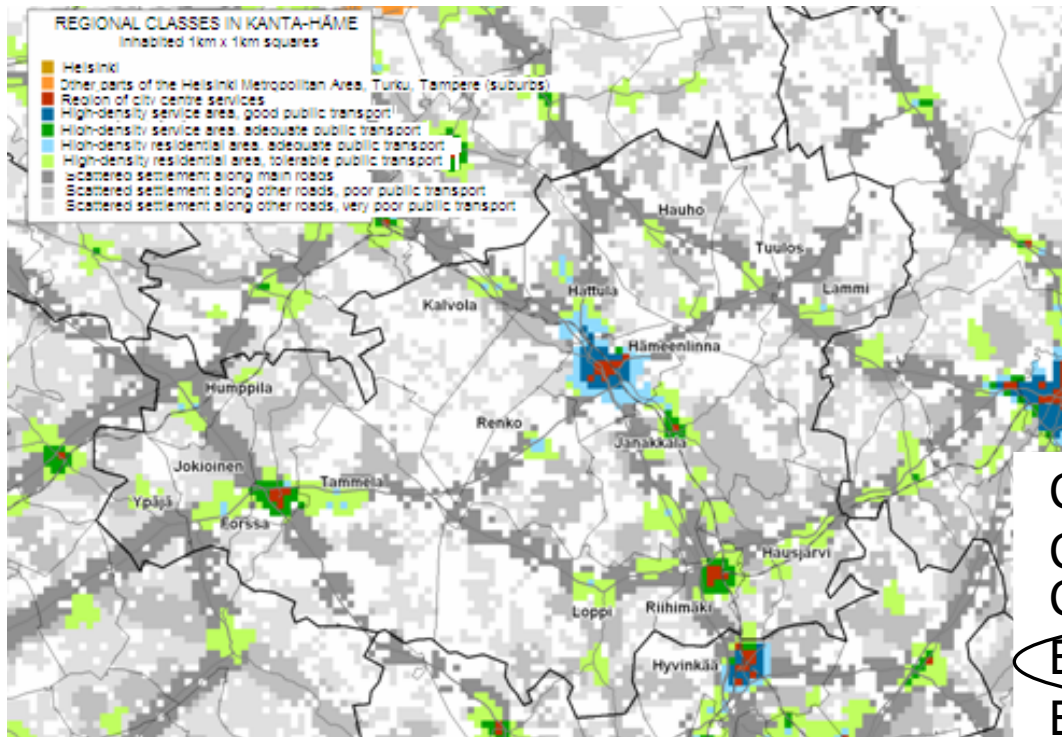 REGIONAL CLASSES IN KANTA-HÄME
Inhabited 1km x 1km squares
Helsinki
Other parts of the Helsinki Metropolitan Area, Turku, Tampere (suburbs)
Region of city centre services
High-density service area, good public transport
High-density service area, adequate public transport
High-density residential area, adequate public transport
High-density residential area, tolerable public transport
Scattered settlement along main roads
Scattered settlement along other roads, poor public transport
Scattered settlement along other roads, very poor public transport
Hauho
Tuulos
Lammi
Kalvola
Hattula
Hämeenlinna
Humppila
Renko
Janakkala
Jokioinen
Tammela
Ypäjä
Forssa
Hausjärvi
Loppi
Riihimäki
Hyvinkää